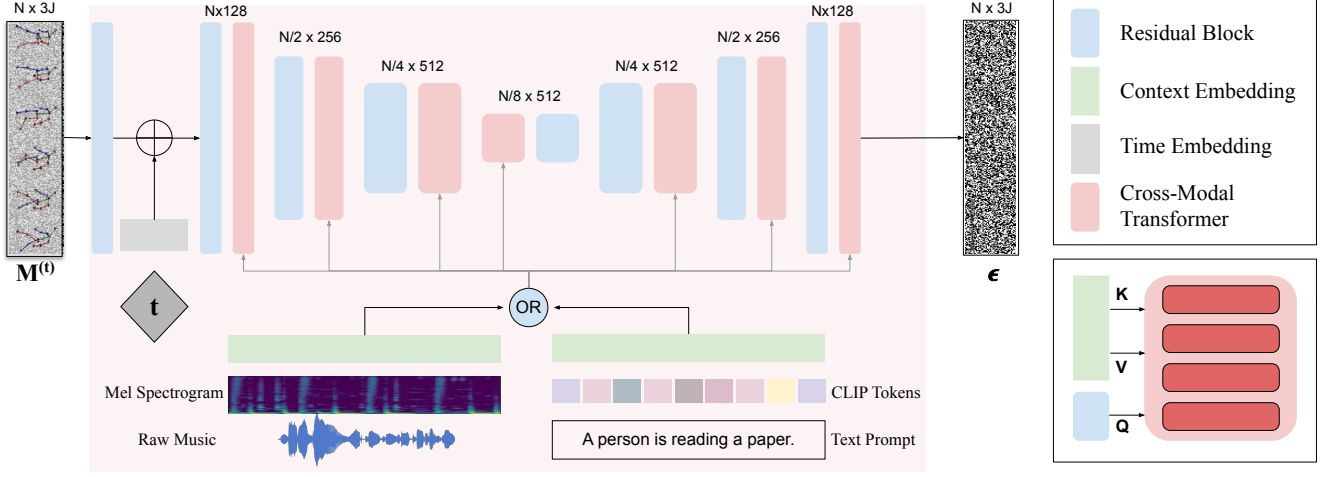 N x 3J
Nx128
N/2 x 256
N/4 x 512
N/8 x 512
N/4 x 512
N/2 x 256
Nx128
N x 3J
M(t)
t
ϵ
OR
Mel Spectrogram
CLIP Tokens
Raw Music
A person is reading a paper.
Text Prompt
Residual Block
Context Embedding
Time Embedding
Cross-Modal
Transformer
K
V
Q